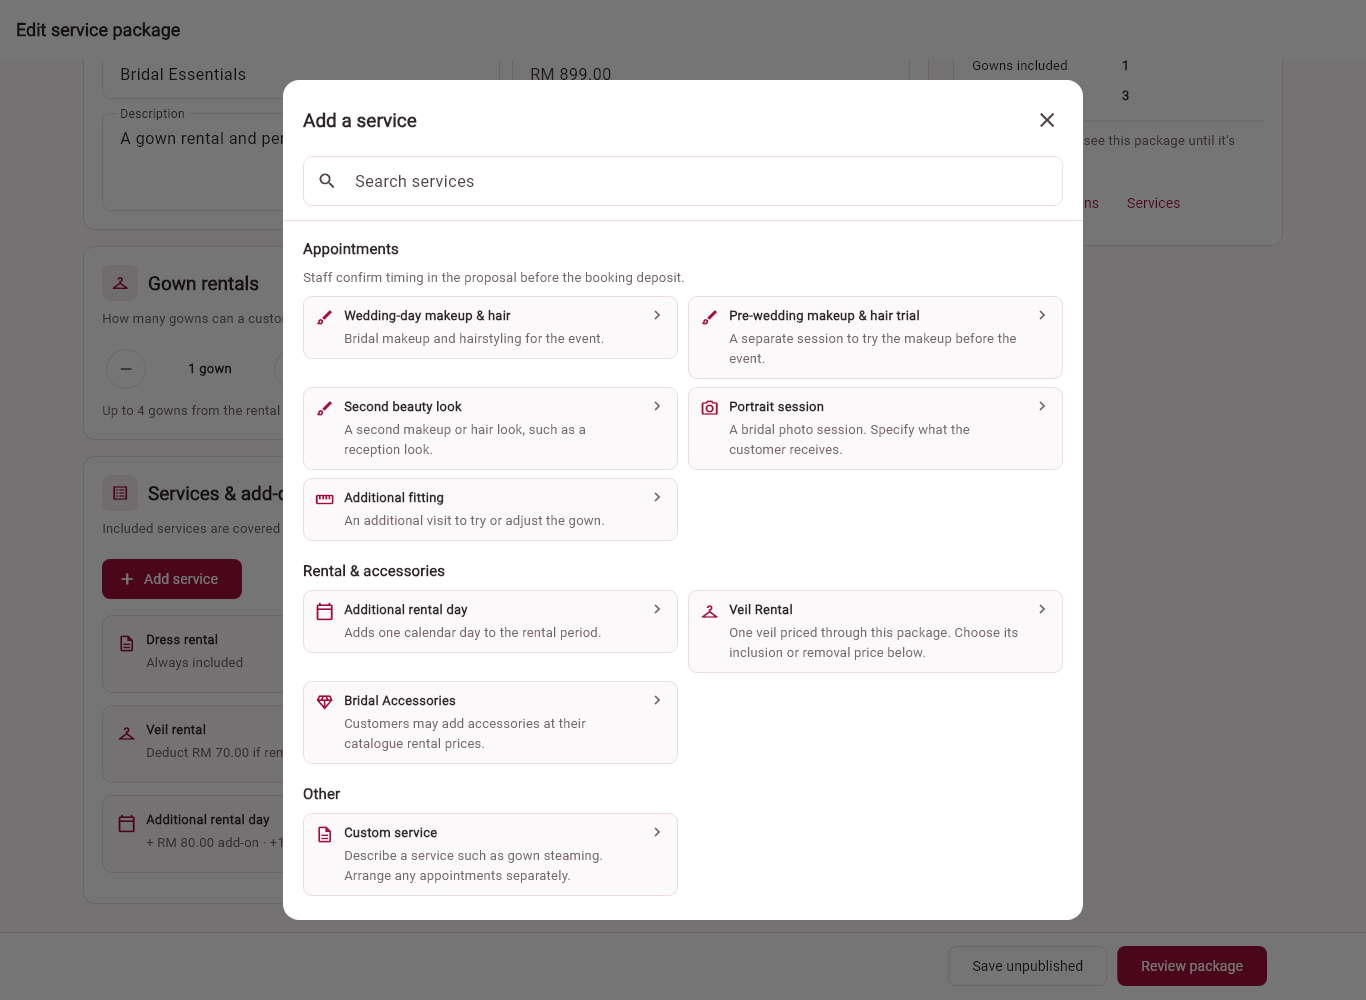 Edit service package
Bridal Essentials
RM 899.00
Gowns included 1
3
Description
A gown rental and per
see this package until it's
ns
Services
Gown rentals
How many gowns can a custo
1 gown
Up to 4 gowns from the rental
Services & add-o
Included services are covered
Add service
Dress rental
Always included
Veil rental
Deduct RM 70.00 if rem
Additional rental day
+ RM 80.00 add-on · +1
Add a service
Search services
Appointments
Staff confirm timing in the proposal before the booking deposit.
Wedding-day makeup & hair
Bridal makeup and hairstyling for the event.
Pre-wedding makeup & hair trial
A separate session to try the makeup before the
event.
Second beauty look
A second makeup or hair look, such as a
reception look.
Portrait session
A bridal photo session. Specify what the
customer receives.
Additional fitting
An additional visit to try or adjust the gown.
Rental & accessories
Additional rental day
Adds one calendar day to the rental period.
Veil Rental
One veil priced through this package. Choose its
inclusion or removal price below.
Bridal Accessories
Customers may add accessories at their
catalogue rental prices.
Other
Custom service
Describe a service such as gown steaming.
Arrange any appointments separately.
Save unpublished
Review package